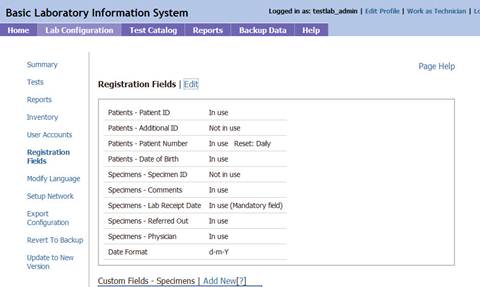 Basic Laboratory Information System
Logged in as: testlab_admin | Edit Profile | Work as Technician | Lo
Home Lab Configuration Test Catalog Reports Backup Data Help
Page Help
Summary
Tests
Reports
Inventory
User Accounts
Registration
Fields
Modify Language
Setup Network
Export
Configuration
Revert To Backup
Update to New
Version
Registration Fields | Edit
Patients - Patient ID In use
Patients - Additional ID Not in use
Patients - Patient Number In use Reset: Daily
Patients - Date of Birth In use
Specimens - Specimen ID Not in use
Specimens - Comments In use
Specimens - Lab Receipt Date In use (Mandatory field)
Specimens - Referred Out In use
Specimens - Physician In use
Date Format d-m-Y
Custom Fields - Specimens | Add New[?]